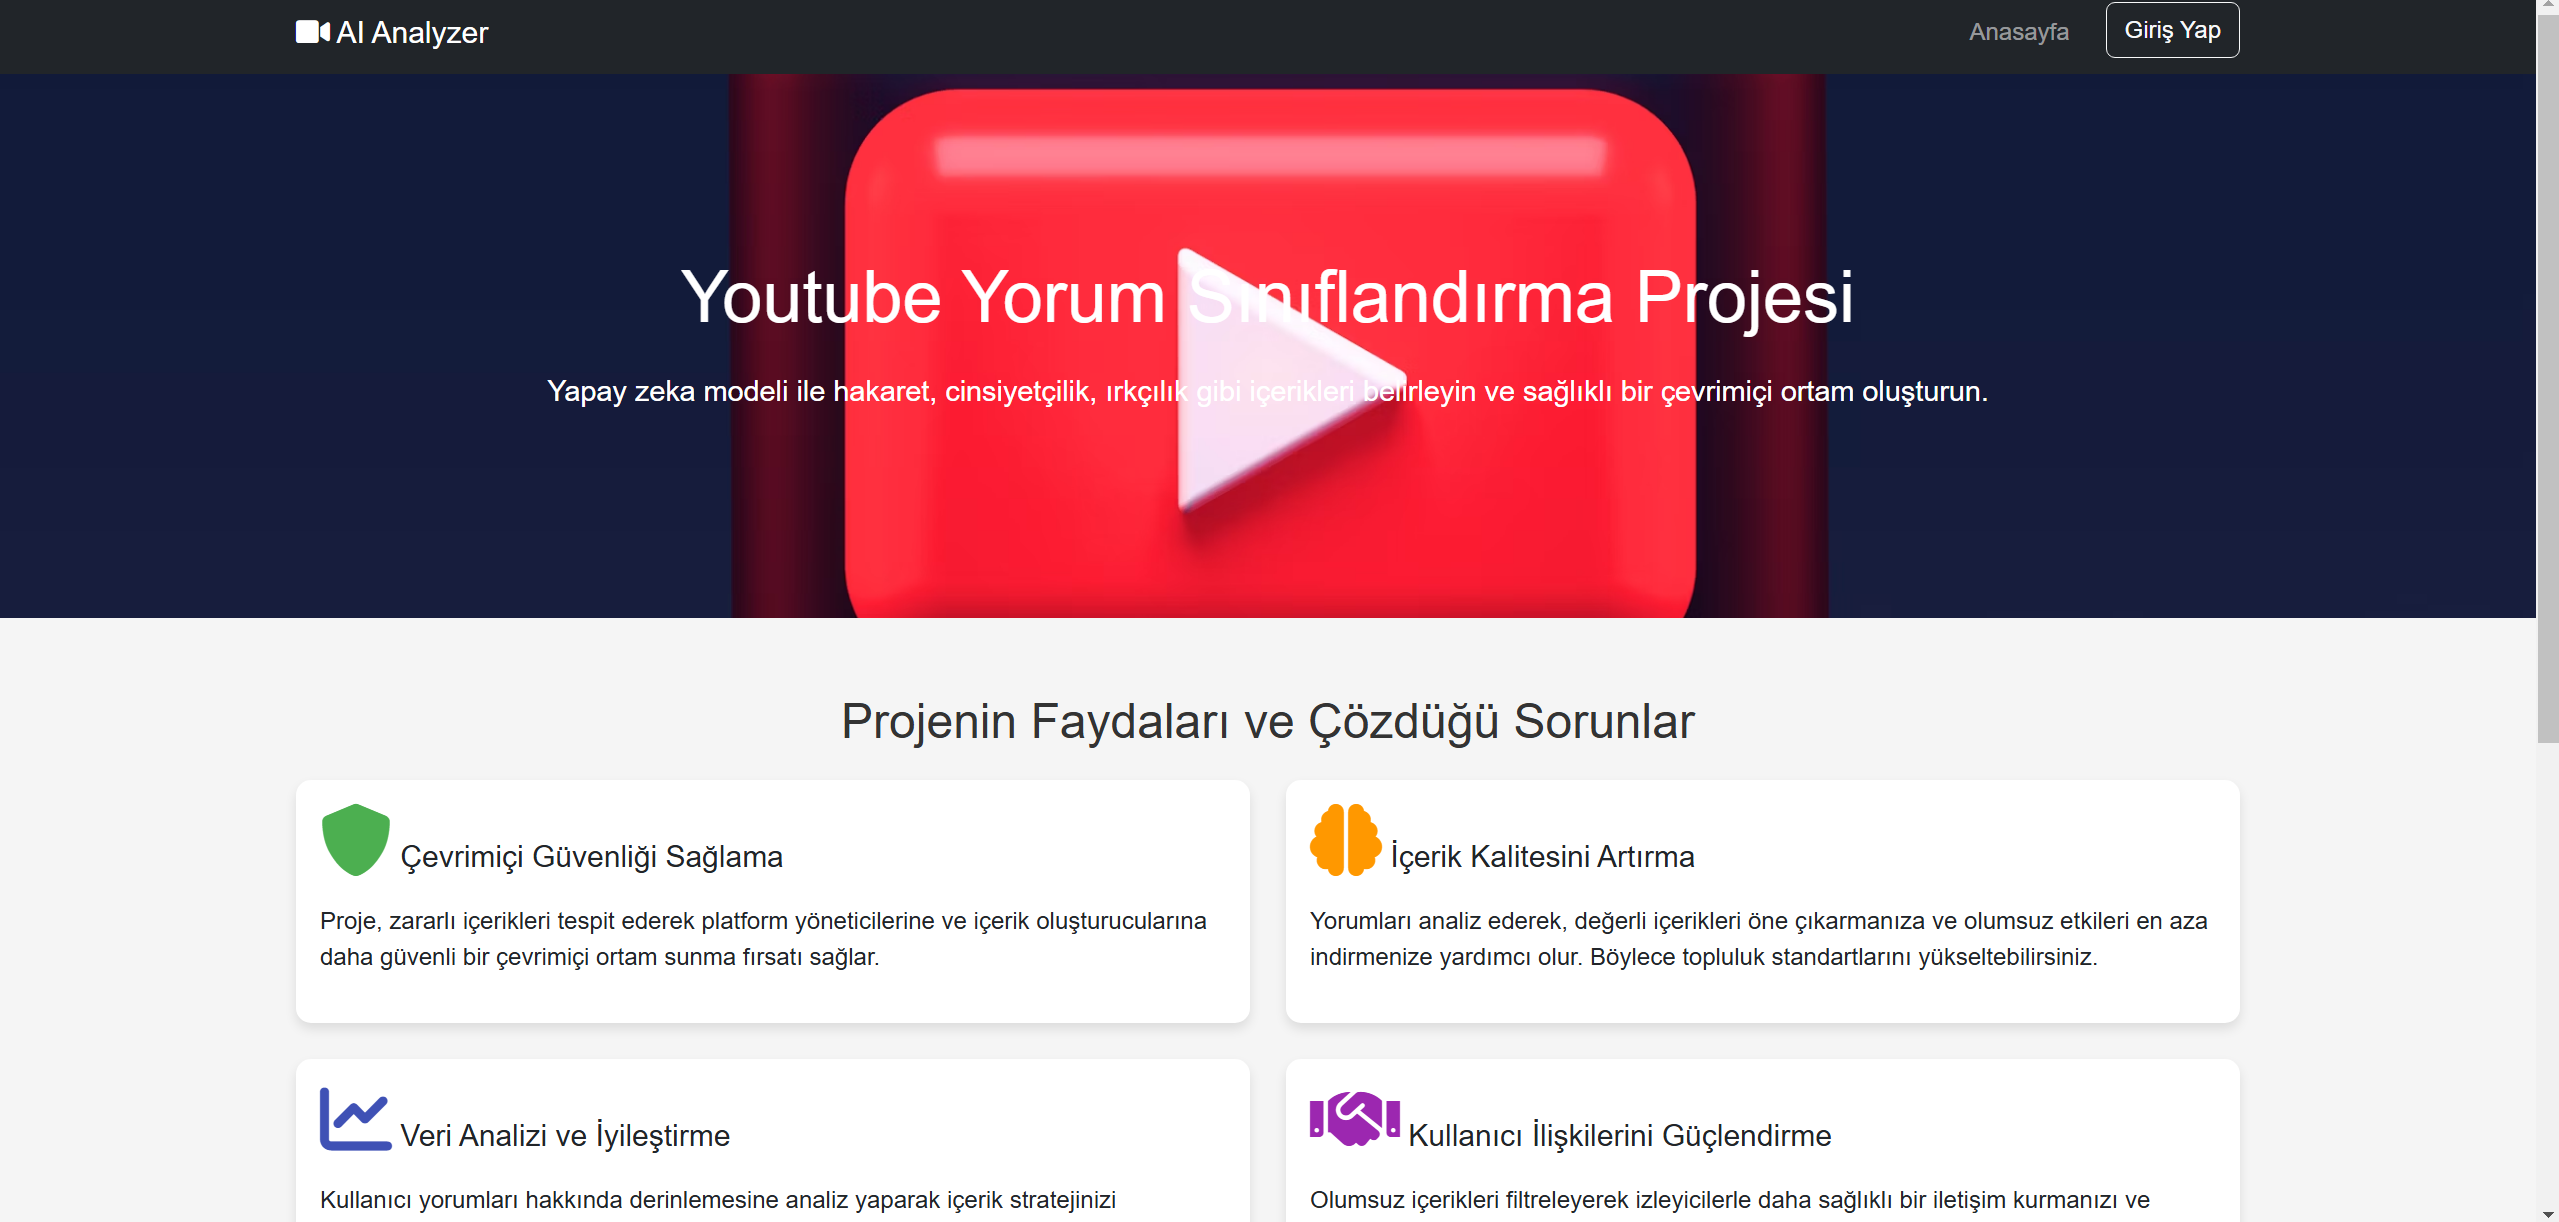 AI Analyzer
Anasayfa
Giriş Yap
Youtube Yorum Sınıflandırma Projesi
Yapay zeka modeli ile hakaret, cinsiyetçilik, ırkçılık gibi içerikleri belirleyin ve sağlıklı bir çevrimiçi ortam oluşturun.
Projenin Faydaları ve Çözdüğü Sorunlar
Çevrimiçi Güvenliği Sağlama
Proje, zararlı içerikleri tespit ederek platform yöneticilerine ve içerik oluşturucularına
daha güvenli bir çevrimiçi ortam sunma fırsatı sağlar.
İçerik Kalitesini Artırma
Yorumları analiz ederek, değerli içerikleri öne çıkarmanıza ve olumsuz etkileri en aza
indirmenize yardımcı olur. Böylece topluluk standartlarını yükseltebilirsiniz.
Veri Analizi ve İyileştirme
Kullanıcı yorumları hakkında derinlemesine analiz yaparak içerik stratejinizi
Kullanıcı İlişkilerini Güçlendirme
Olumsuz içerikleri filtreleyerek izleyicilerle daha sağlıklı bir iletişim kurmanızı ve